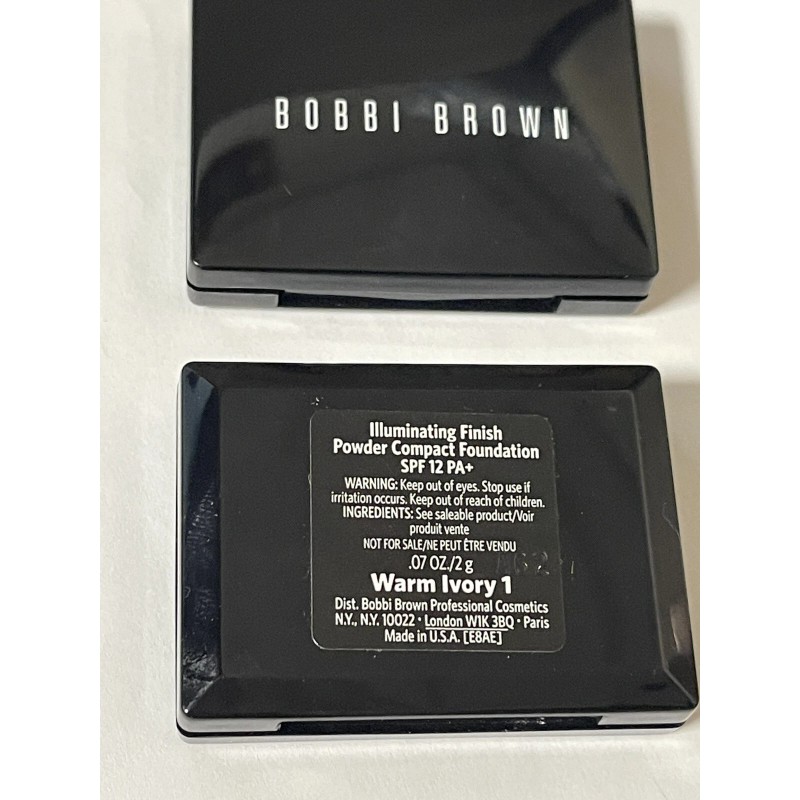 BOBBI BROWN
Illuminating Finish
Powder Compact Foundation
SPF 12 PA+
WARNING: Keep out of eyes. Stop use if
irritation occurs. Keep out of reach of children.
INGREDIENTS: See saleable product/Voir
produit vente
NOT FOR SALE/NE PEUT ÊTRE VENDU
.07 OZ./2 g
Warm Ivory 1
Dist. Bobbi Brown Professional Cosmetics
N.Y., N.Y. 10022 · London W1K 3BQ · Paris
Made in U.S.A. [E8AE]